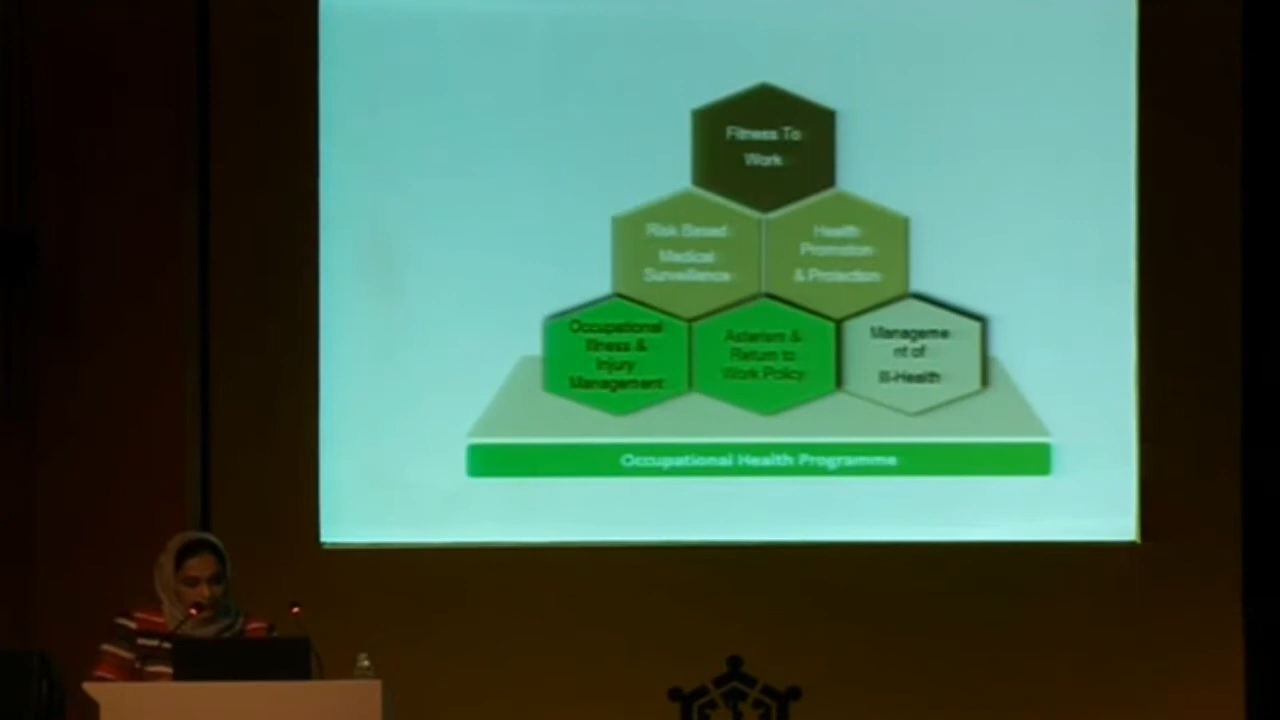 Fitness To
Work
Risk Based
Medical
Surveillance
Health
Promotion
& Protection
Occupational
Illness &
Injury
Management
Asterism &
Return to
Work Policy
Manageme
nt of
Ill-Health
Occupational Health Programme